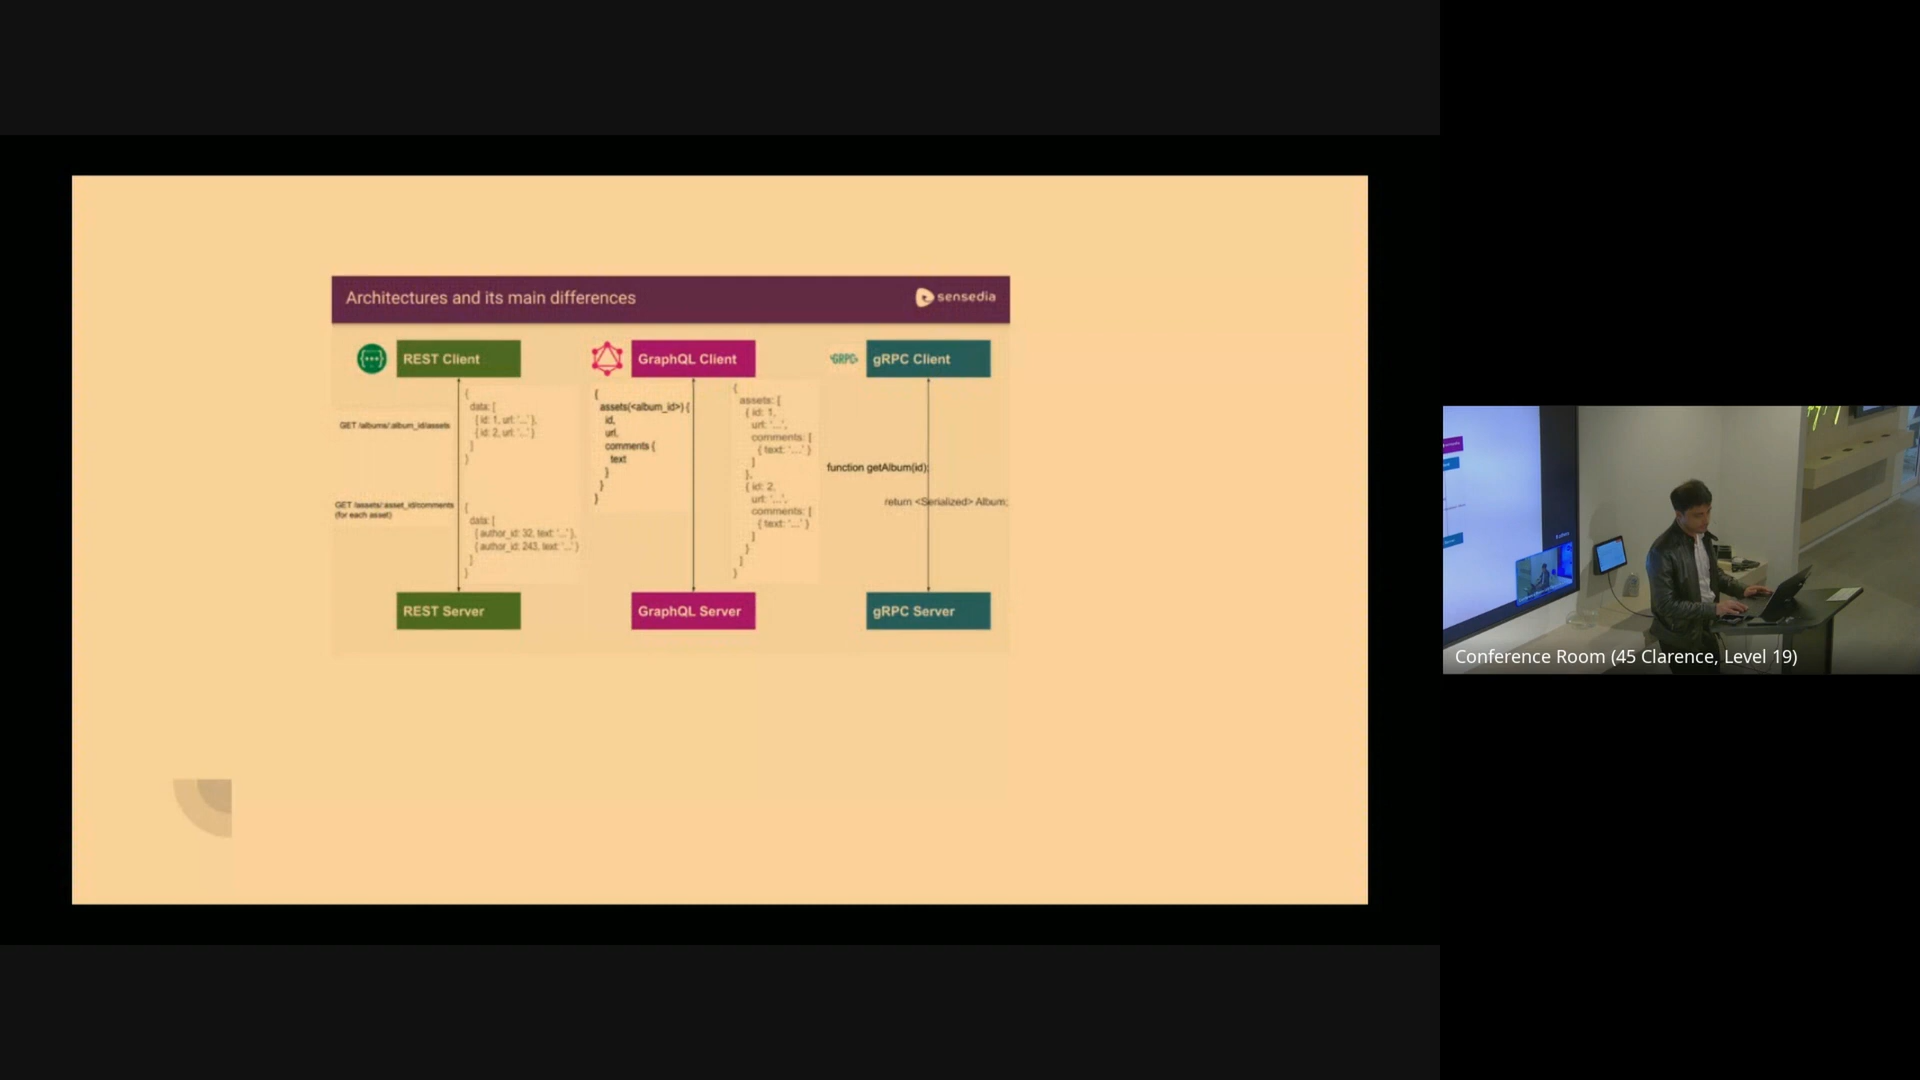 Architectures and its main differences
sensedia
REST Client
GraphQL Client
GRPC
gRPC Client
GET /albums/:album_id/assets
{
data: [
{ id: 1, url: '...' },
{ id: 2, url: '...' }
]
}
GET /assets/:asset_id/comments
(for each asset)
{
data: [
{ author_id: 32, text: '...' },
{ author_id: 243, text: '...' }
]
}
{
assets(<album_id>) {
id,
url,
comments {
text
}
}
}
{
assets: [
{ id: 1,
url: '...',
comments: [
{ text: '...' }
]
},
{ id: 2,
url: '...',
comments: [
{ text: '...' }
]
}
]
}
function getAlbum(id);
return <Serialized> Album;
REST Server
GraphQL Server
gRPC Server
Conference Room (45 Clarence, Level 19)